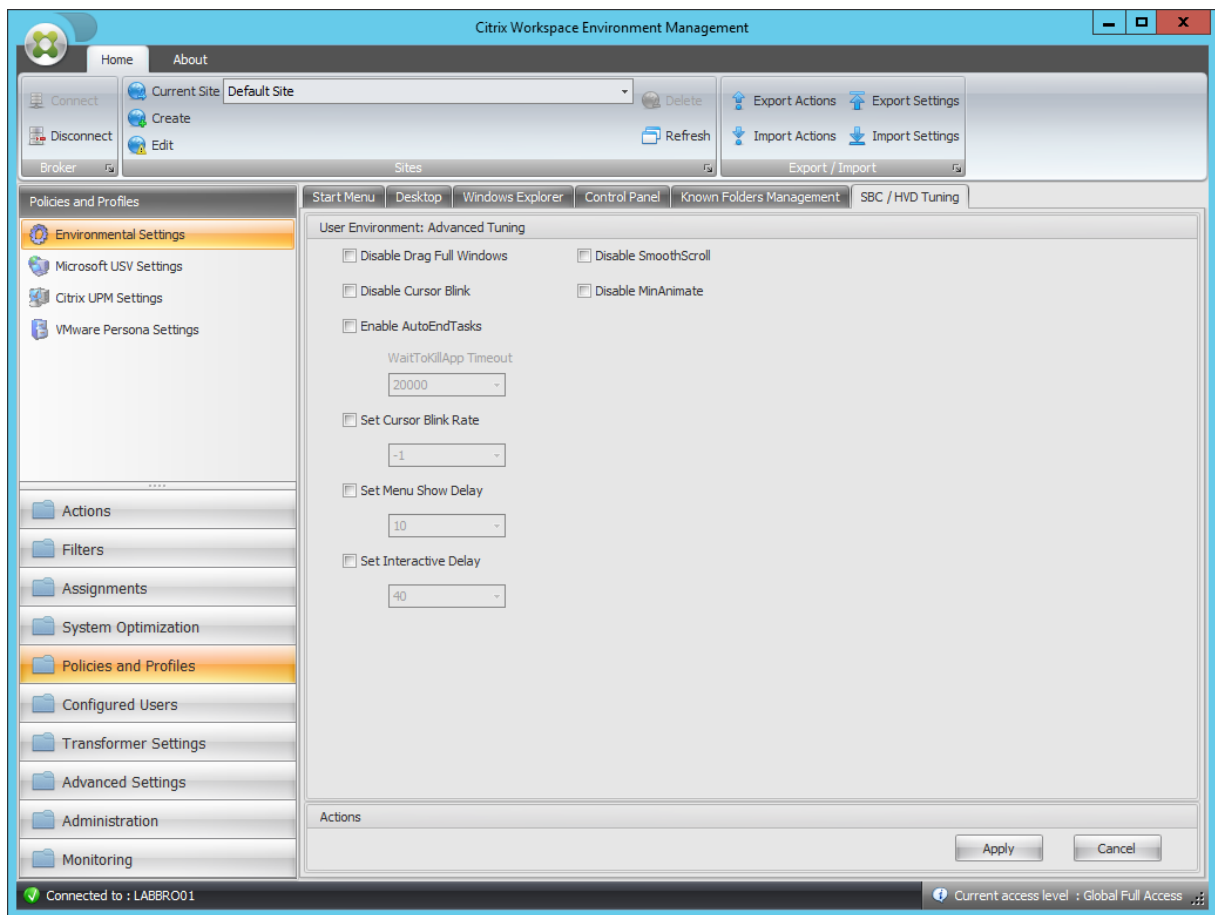 Citrix Workspace Environment Management
Home About
Connect
Disconnect
Broker
Current Site Default Site
Create
Edit
Delete
Refresh
Sites
Export Actions Export Settings
Import Actions Import Settings
Export / Import
Policies and Profiles
Environmental Settings
Microsoft USV Settings
Citrix UPM Settings
VMware Persona Settings
Actions
Filters
Assignments
System Optimization
Policies and Profiles
Configured Users
Transformer Settings
Advanced Settings
Administration
Monitoring
Start Menu Desktop Windows Explorer Control Panel Known Folders Management SBC / HVD Tuning
User Environment: Advanced Tuning
Disable Drag Full Windows Disable SmoothScroll
Disable Cursor Blink Disable MinAnimate
Enable AutoEndTasks
WaitToKillApp Timeout
20000
Set Cursor Blink Rate
-1
Set Menu Show Delay
10
Set Interactive Delay
40
Actions
Apply Cancel
Connected to : LABBRO01 Current access level : Global Full Access